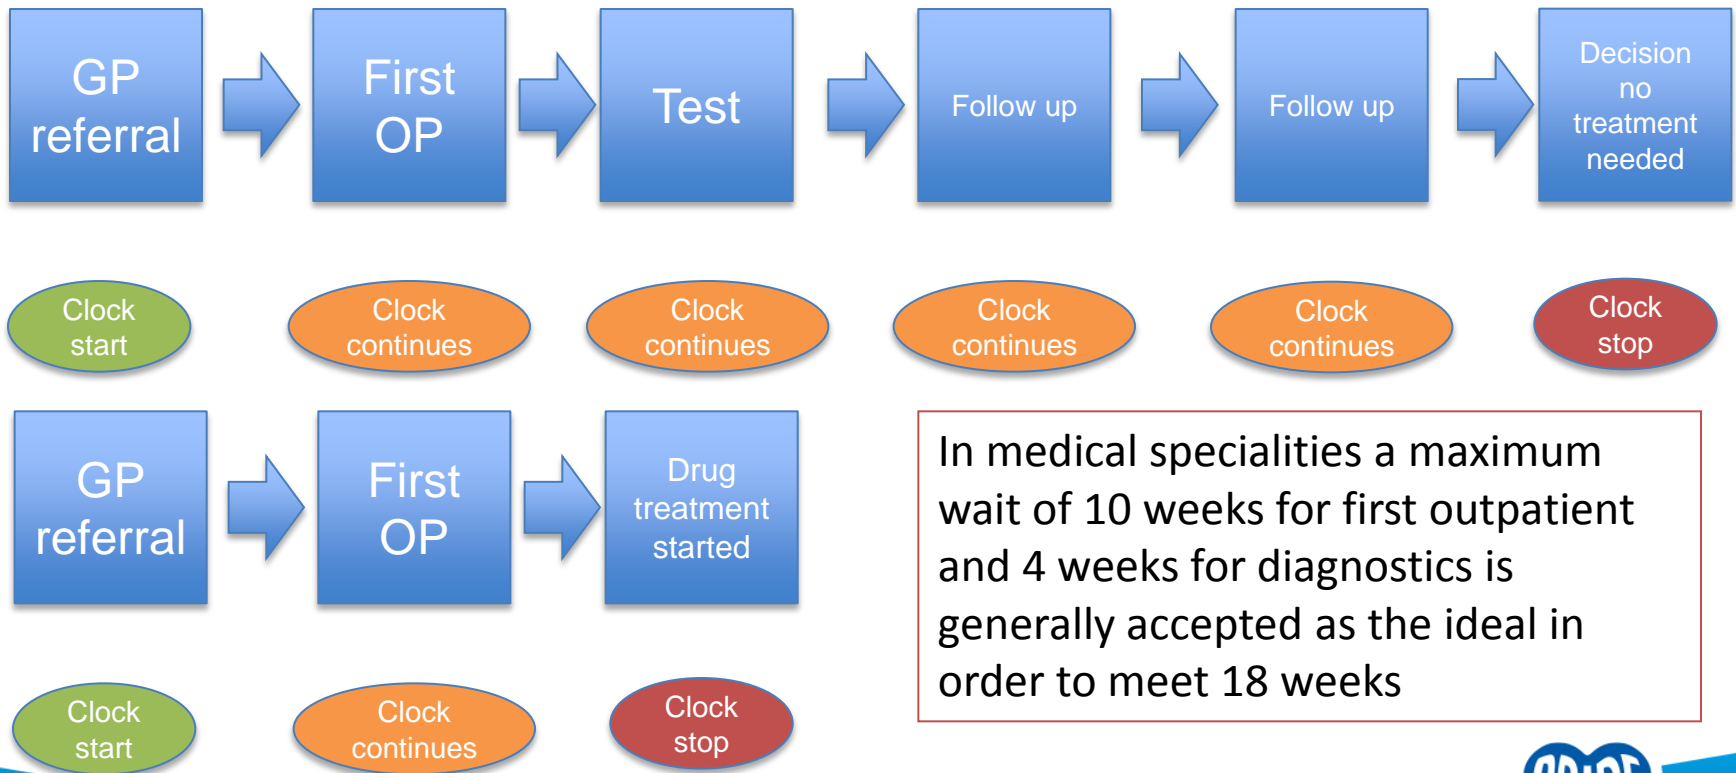 GP
referral
First
OP
Test
Follow up
Follow up
Decision
no
treatment
needed
Clock
start
Clock
continues
Clock
continues
Clock
continues
Clock
continues
Clock
stop
GP
referral
First
OP
Drug
treatment
started
In medical specialities a maximum
wait of 10 weeks for first outpatient
and 4 weeks for diagnostics is
generally accepted as the ideal in
order to meet 18 weeks
Clock
start
Clock
continues
Clock
stop